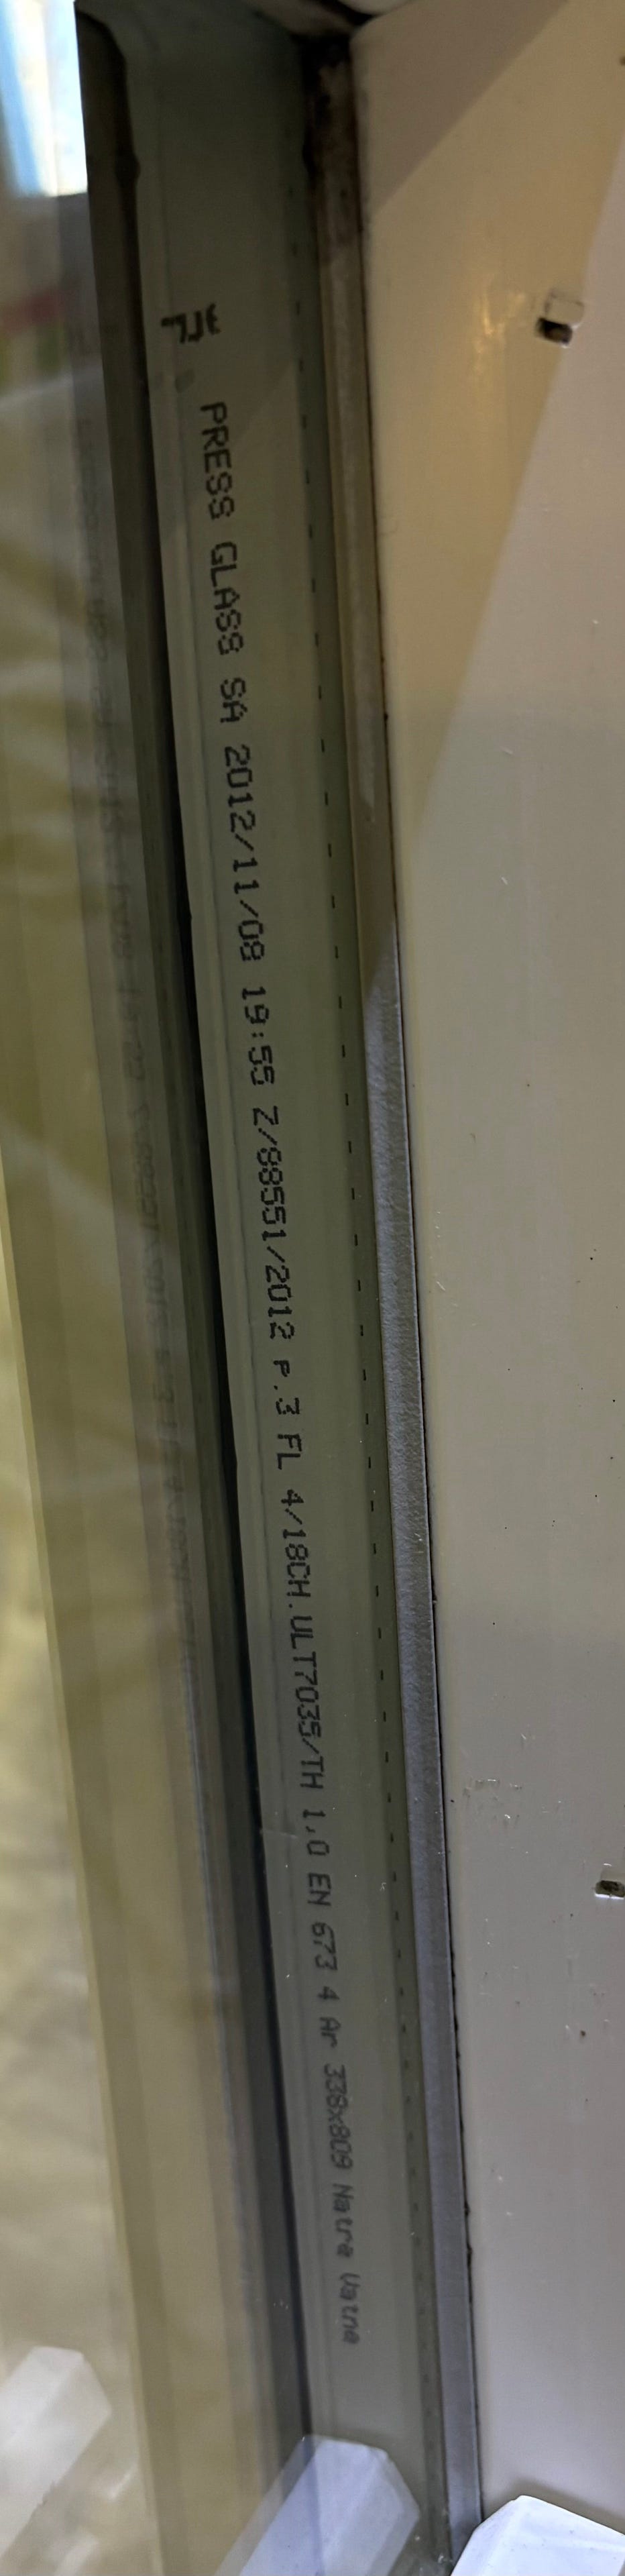 PRESS GLASS SA 2012/11/08 19:55 Z/88551/2012 P.3 FL 4/18CH.ULT7035/TH 1,0 EN 673 4 Ar 338x809 Natre Vatne